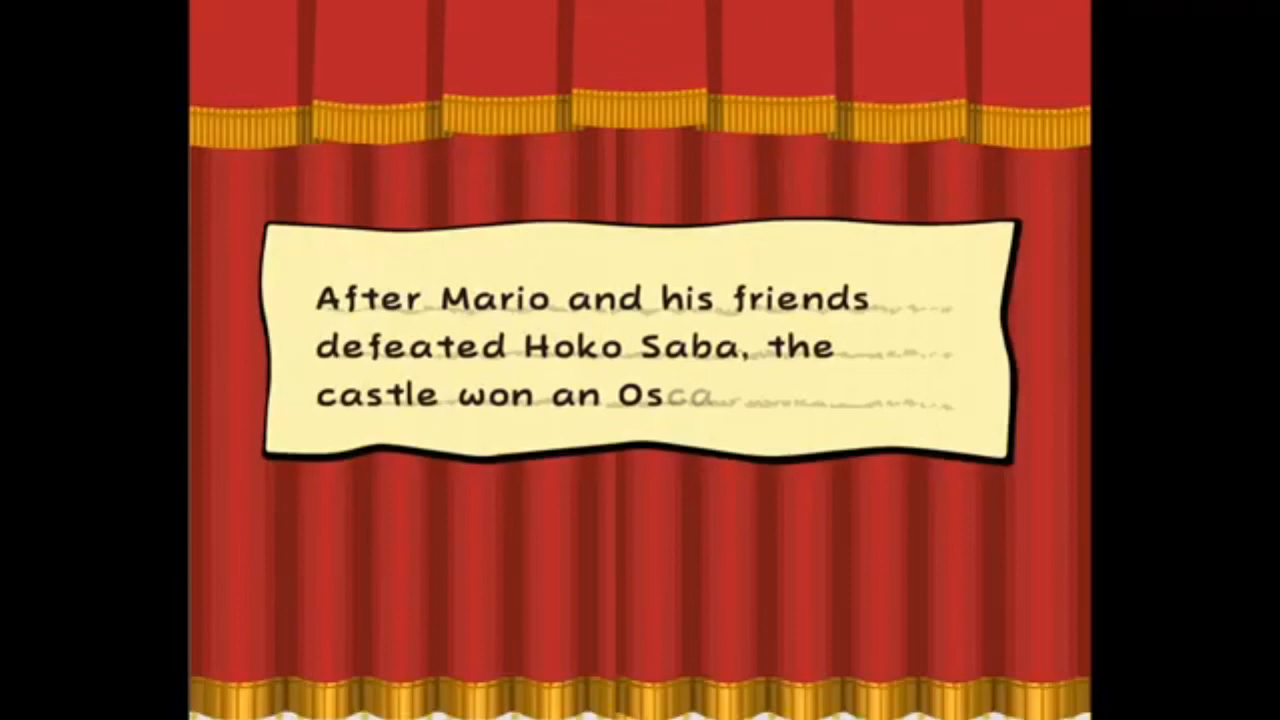 After Mario and his friends
defeated Hoko Saba, the
castle won an Osca